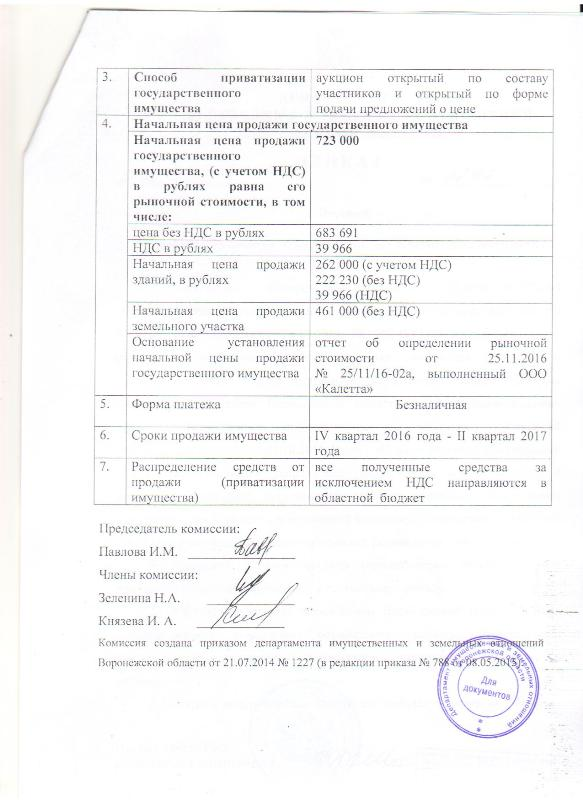 3. Способ приватизации аукцион открытый по составу
государственного участников и открытый по форме
имущества подачи предложений о цене
4. Начальная цена продажи государственного имущества
Начальная цена продажи 723 000
государственного
имущества, (с учетом НДС)
в рублях равна его
рыночной стоимости, в том
числе:
цена без НДС в рублях 683 691
НДС в рублях 39 966
Начальная цена продажи 262 000 (с учетом НДС)
зданий, в рублях 222 230 (без НДС)
39 966 (НДС)
Начальная цена продажи 461 000 (без НДС)
земельного участка
Основание установления отчет об определении рыночной
начальной цены продажи стоимости от 25.11.2016
государственного имущества № 25/11/16-02а, выполненный ООО
«Калетта»
5. Форма платежа Безналичная
6. Сроки продажи имущества IV квартал 2016 года - II квартал 2017
года
7. Распределение средств от все полученные средства за
продажи (приватизации исключением НДС направляются в
имущества) областной бюджет
Председатель комиссии:
Павлова И.М.
Члены комиссии:
Зеленина Н.А.
Князева И. А.
Комиссия создана приказом департамента имущественных и земельных отношений
Воронежской области от 21.07.2014 № 1227 (в редакции приказа № 788 от 08.05.2015).
Департамент имущественных и земельных отношений
Воронежской области
Для
документов